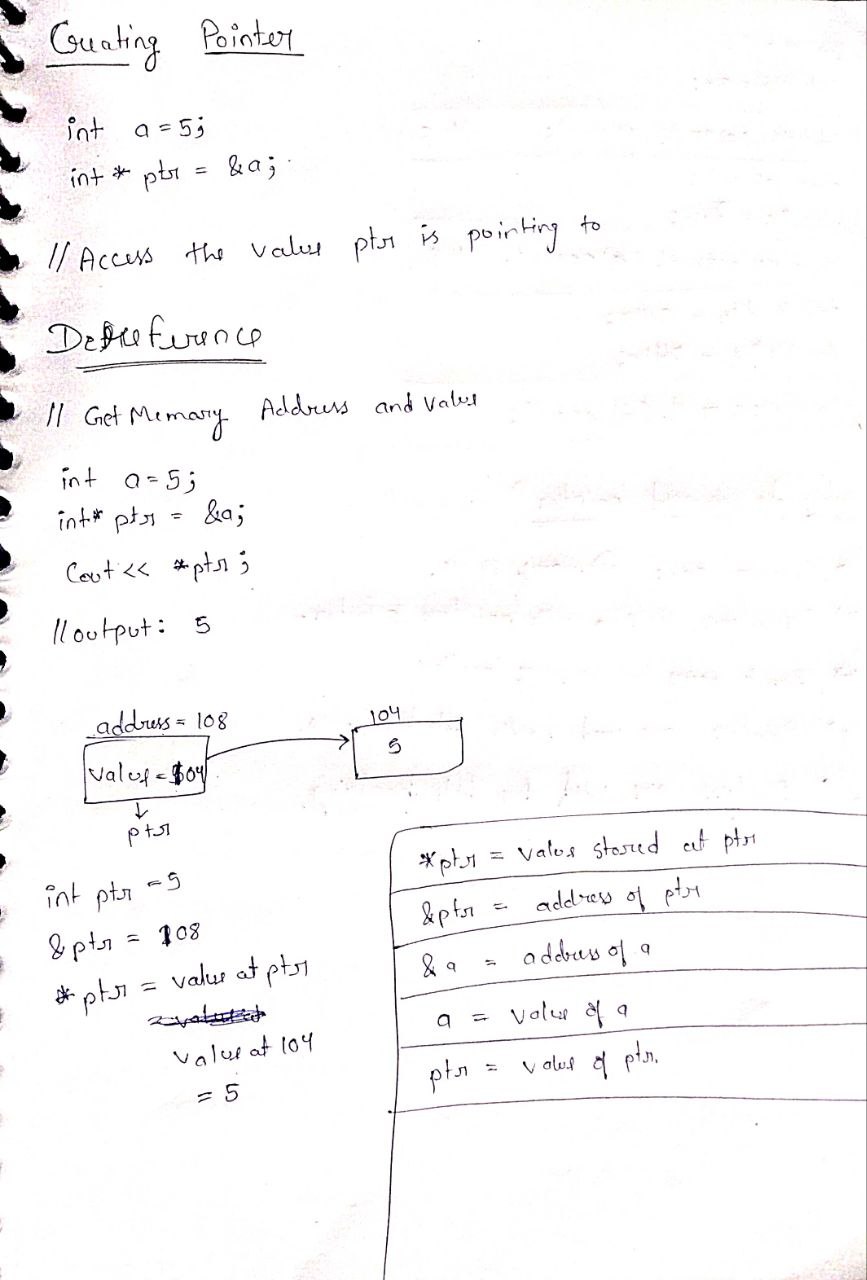 Creating Pointer
int a = 5;
int * ptr = &a;
// Access the value ptr is pointing to
Dereference
// Get Memary Address and value
int a = 5;
int* ptr = &a;
Cout << *ptr ;
// output : 5
address = 108
104
value = 104
5
ptr
int ptr = 5
& ptr = 108
* ptr = value at ptr
value at 104
= 5
*ptr = value stored at ptr
&ptr = address of ptr
& a = address of a
a = value of a
ptr = value of ptr.